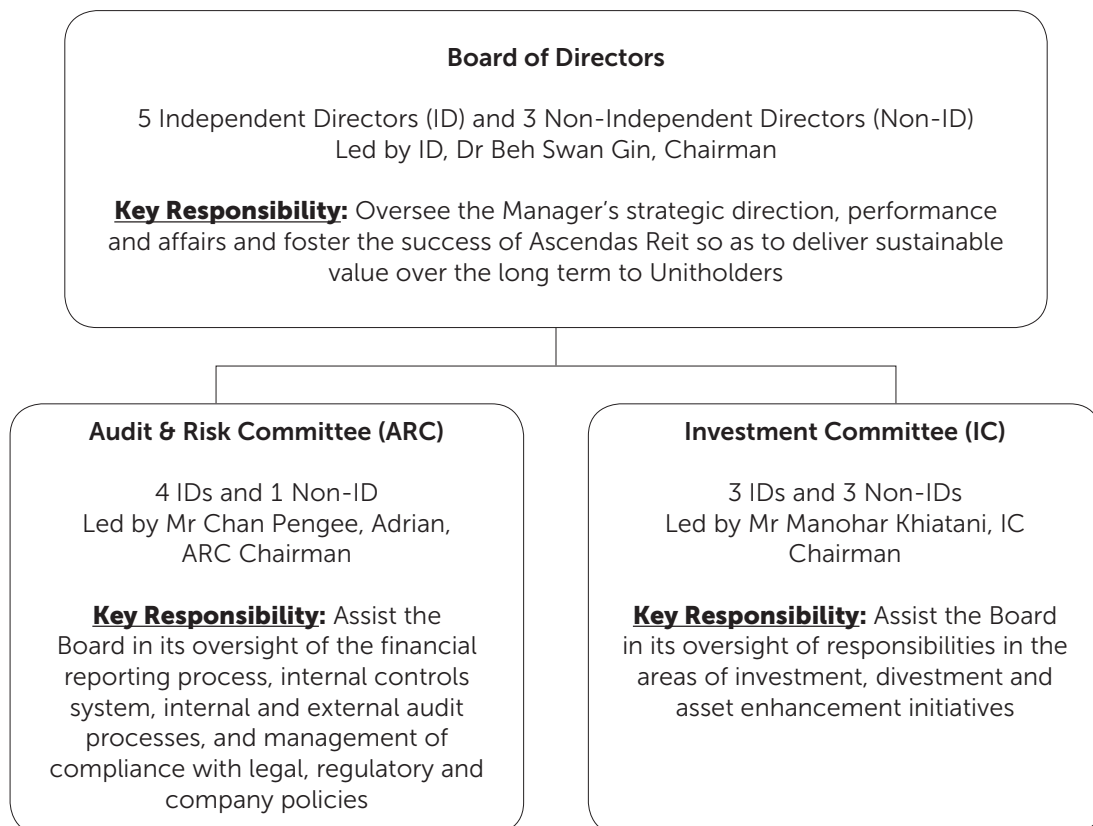 Board of Directors
5 Independent Directors (ID) and 3 Non-Independent Directors (Non-ID)
Led by ID, Dr Beh Swan Gin, Chairman
Key Responsibility: Oversee the Manager’s strategic direction, performance
and affairs and foster the success of Ascendas Reit so as to deliver sustainable
value over the long term to Unitholders
Audit & Risk Committee (ARC)
4 IDs and 1 Non-ID
Led by Mr Chan Pengee, Adrian,
ARC Chairman
Key Responsibility: Assist the
Board in its oversight of the financial
reporting process, internal controls
system, internal and external audit
processes, and management of
compliance with legal, regulatory and
company policies
Investment Committee (IC)
3 IDs and 3 Non-IDs
Led by Mr Manohar Khiatani, IC
Chairman
Key Responsibility: Assist the Board
in its oversight of responsibilities in the
areas of investment, divestment and
asset enhancement initiatives